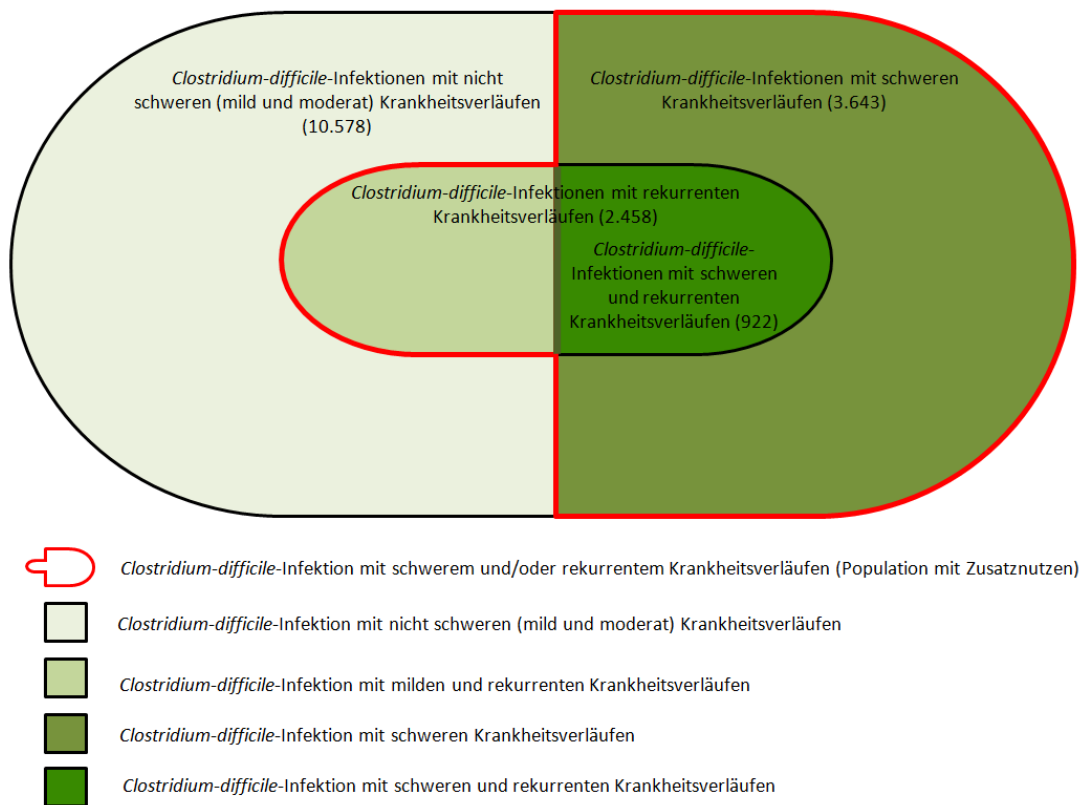 Clostridium-difficile-Infektionen mit nicht
schweren (mild und moderat) Krankheitsverläufen
(10.578)
Clostridium-difficile-Infektionen mit schweren
Krankheitsverläufen (3.643)
Clostridium-difficile-Infektionen mit rekurrenten
Krankheitsverläufen (2.458)
Clostridium-difficile-
Infektionen mit schweren
und rekurrenten
Krankheitsverläufen (922)
Clostridium-difficile-Infektion mit schwerem und/oder rekurrentem Krankheitsverläufen (Population mit Zusatznutzen)
Clostridium-difficile-Infektion mit nicht schweren (mild und moderat) Krankheitsverläufen
Clostridium-difficile-Infektion mit milden und rekurrenten Krankheitsverläufen
Clostridium-difficile-Infektion mit schweren Krankheitsverläufen
Clostridium-difficile-Infektion mit schweren und rekurrenten Krankheitsverläufen